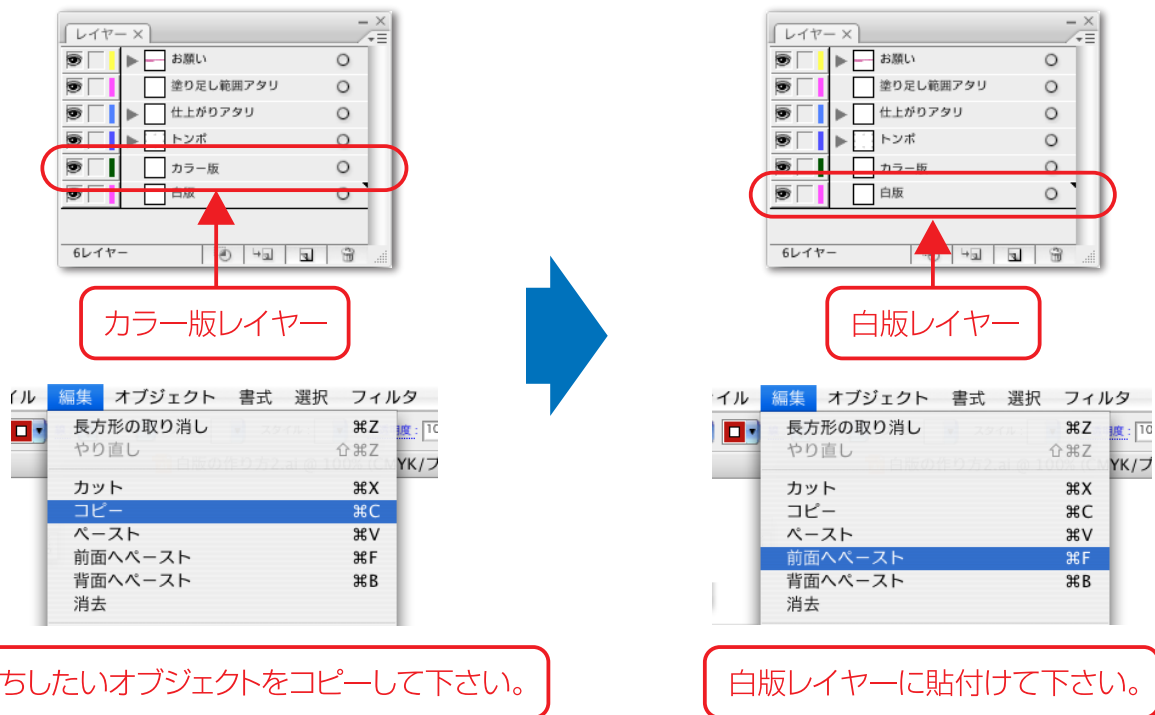 レイヤー
お願い
塗り足し範囲アタリ
仕上がりアタリ
トンボ
カラー版
白版
6レイヤー
カラー版レイヤー
イル 編集 オブジェクト 書式 選択 フィルタ
長方形の取り消し ⌘Z
やり直し ⇧⌘Z
YK/フ
カット ⌘X
コピー ⌘C
ペースト ⌘V
前面へペースト ⌘F
背面へペースト ⌘B
消去
ちしたいオブジェクトをコピーして下さい。
レイヤー
お願い
塗り足し範囲アタリ
仕上がりアタリ
トンボ
カラー版
白版
6レイヤー
白版レイヤー
イル 編集 オブジェクト 書式 選択 フィルタ
長方形の取り消し ⌘Z
やり直し ⇧⌘Z
YK/フ
カット ⌘X
コピー ⌘C
ペースト ⌘V
前面へペースト ⌘F
背面へペースト ⌘B
消去
白版レイヤーに貼付けて下さい。